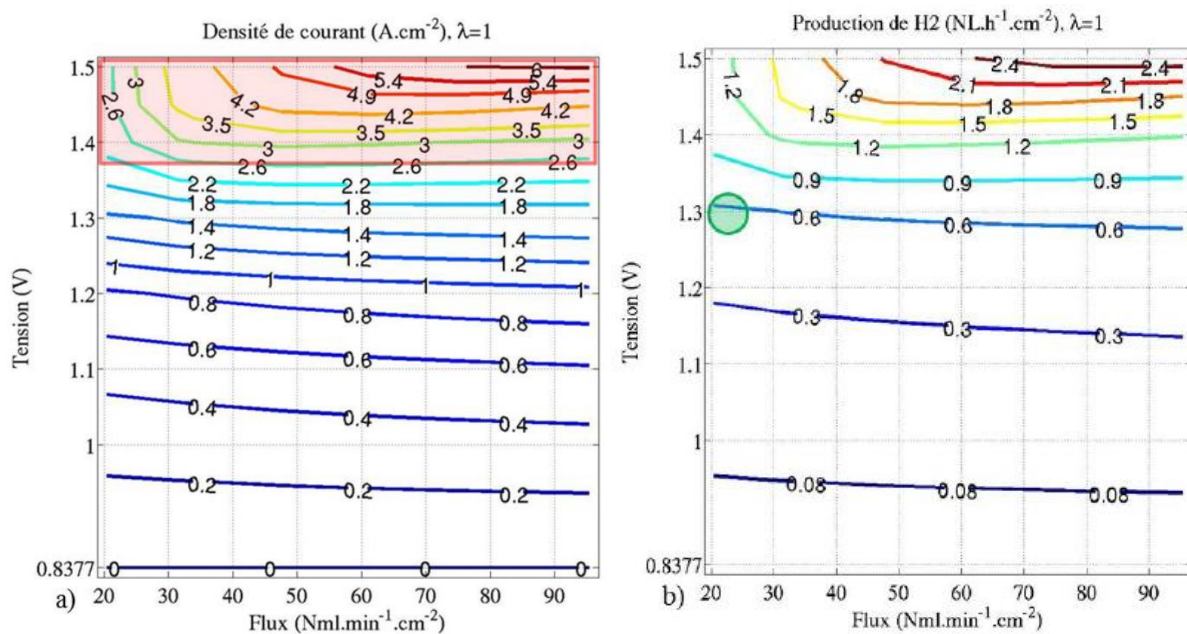 Densité de courant (A.cm⁻²), λ=1
1.5
1.4
1.3
1.2
1.1
1
0.8377
Tension (V)
6
5.4 5.4
4.9 4.9
4.2 4.2 4.2
3.5 3.5 3.5
3 3 3 3
2.6 2.6 2.6 2.6
2.2 2.2 2.2
1.8 1.8 1.8
1.4 1.4 1.4
1.2 1.2 1.2
1 1 1 1
0.8 0.8 0.8
0.6 0.6 0.6
0.4 0.4 0.4
0.2 0.2 0.2
0 0 0 0
20 30 40 50 60 70 80 90
a) Flux (Nml.min⁻¹.cm⁻²)
Production de H2 (NL.h⁻¹.cm⁻²), λ=1
1.5
1.4
1.3
1.2
1.1
1
0.8377
Tension (V)
2.4 2.4
2.1 2.1
1.8 1.8 1.8
1.5 1.5 1.5
1.2 1.2 1.2
0.9 0.9 0.9
0.6 0.6 0.6
0.3 0.3 0.3
0.08 0.08 0.08
20 30 40 50 60 70 80 90
b) Flux (Nml.min⁻¹.cm⁻²)